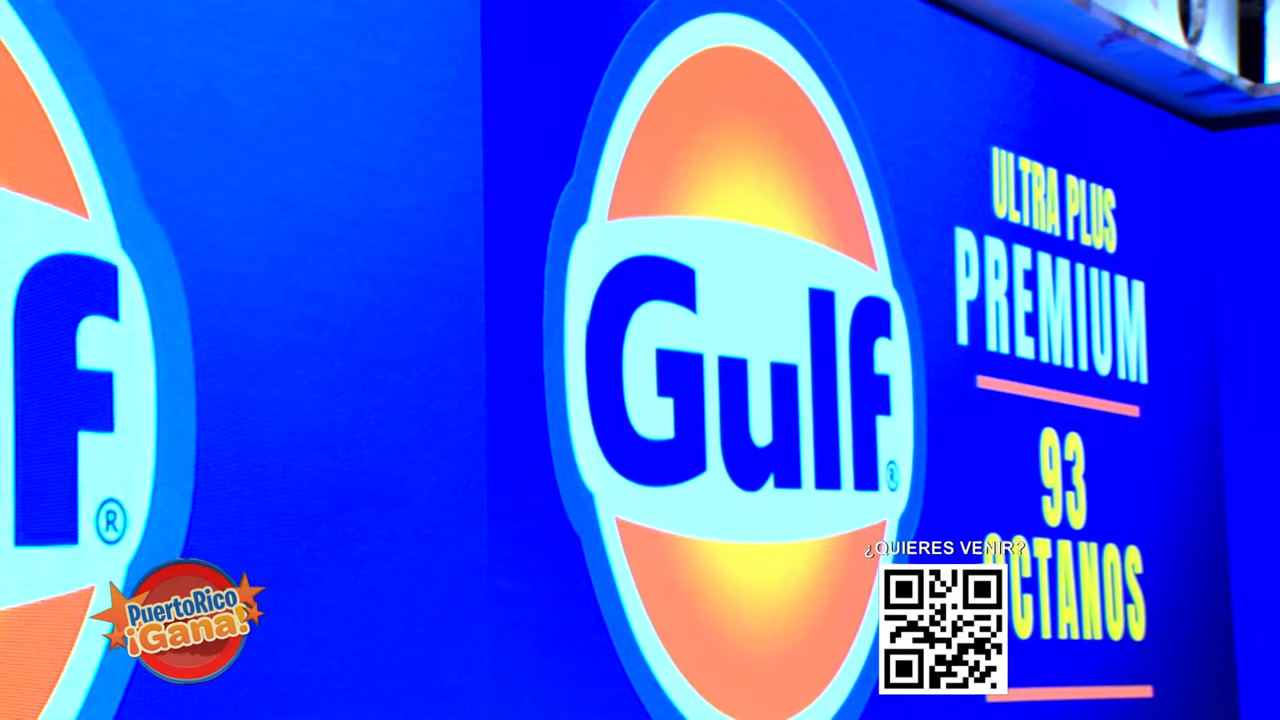 f®
Gulf®
ULTRA PLUS
PREMIUM
93
OCTANOS
¿QUIERES VENIR?
PuertoRico
¡Gana!